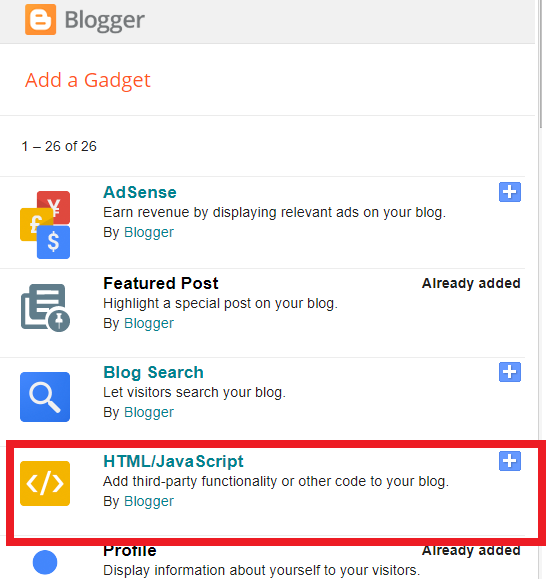 Blogger
Add a Gadget
1 – 26 of 26
AdSense
Earn revenue by displaying relevant ads on your blog.
By Blogger
Featured Post
Already added
Highlight a special post on your blog.
By Blogger
Blog Search
Let visitors search your blog.
By Blogger
HTML/JavaScript
Add third-party functionality or other code to your blog.
By Blogger
Profile
Already added
Display information about yourself to your visitors.